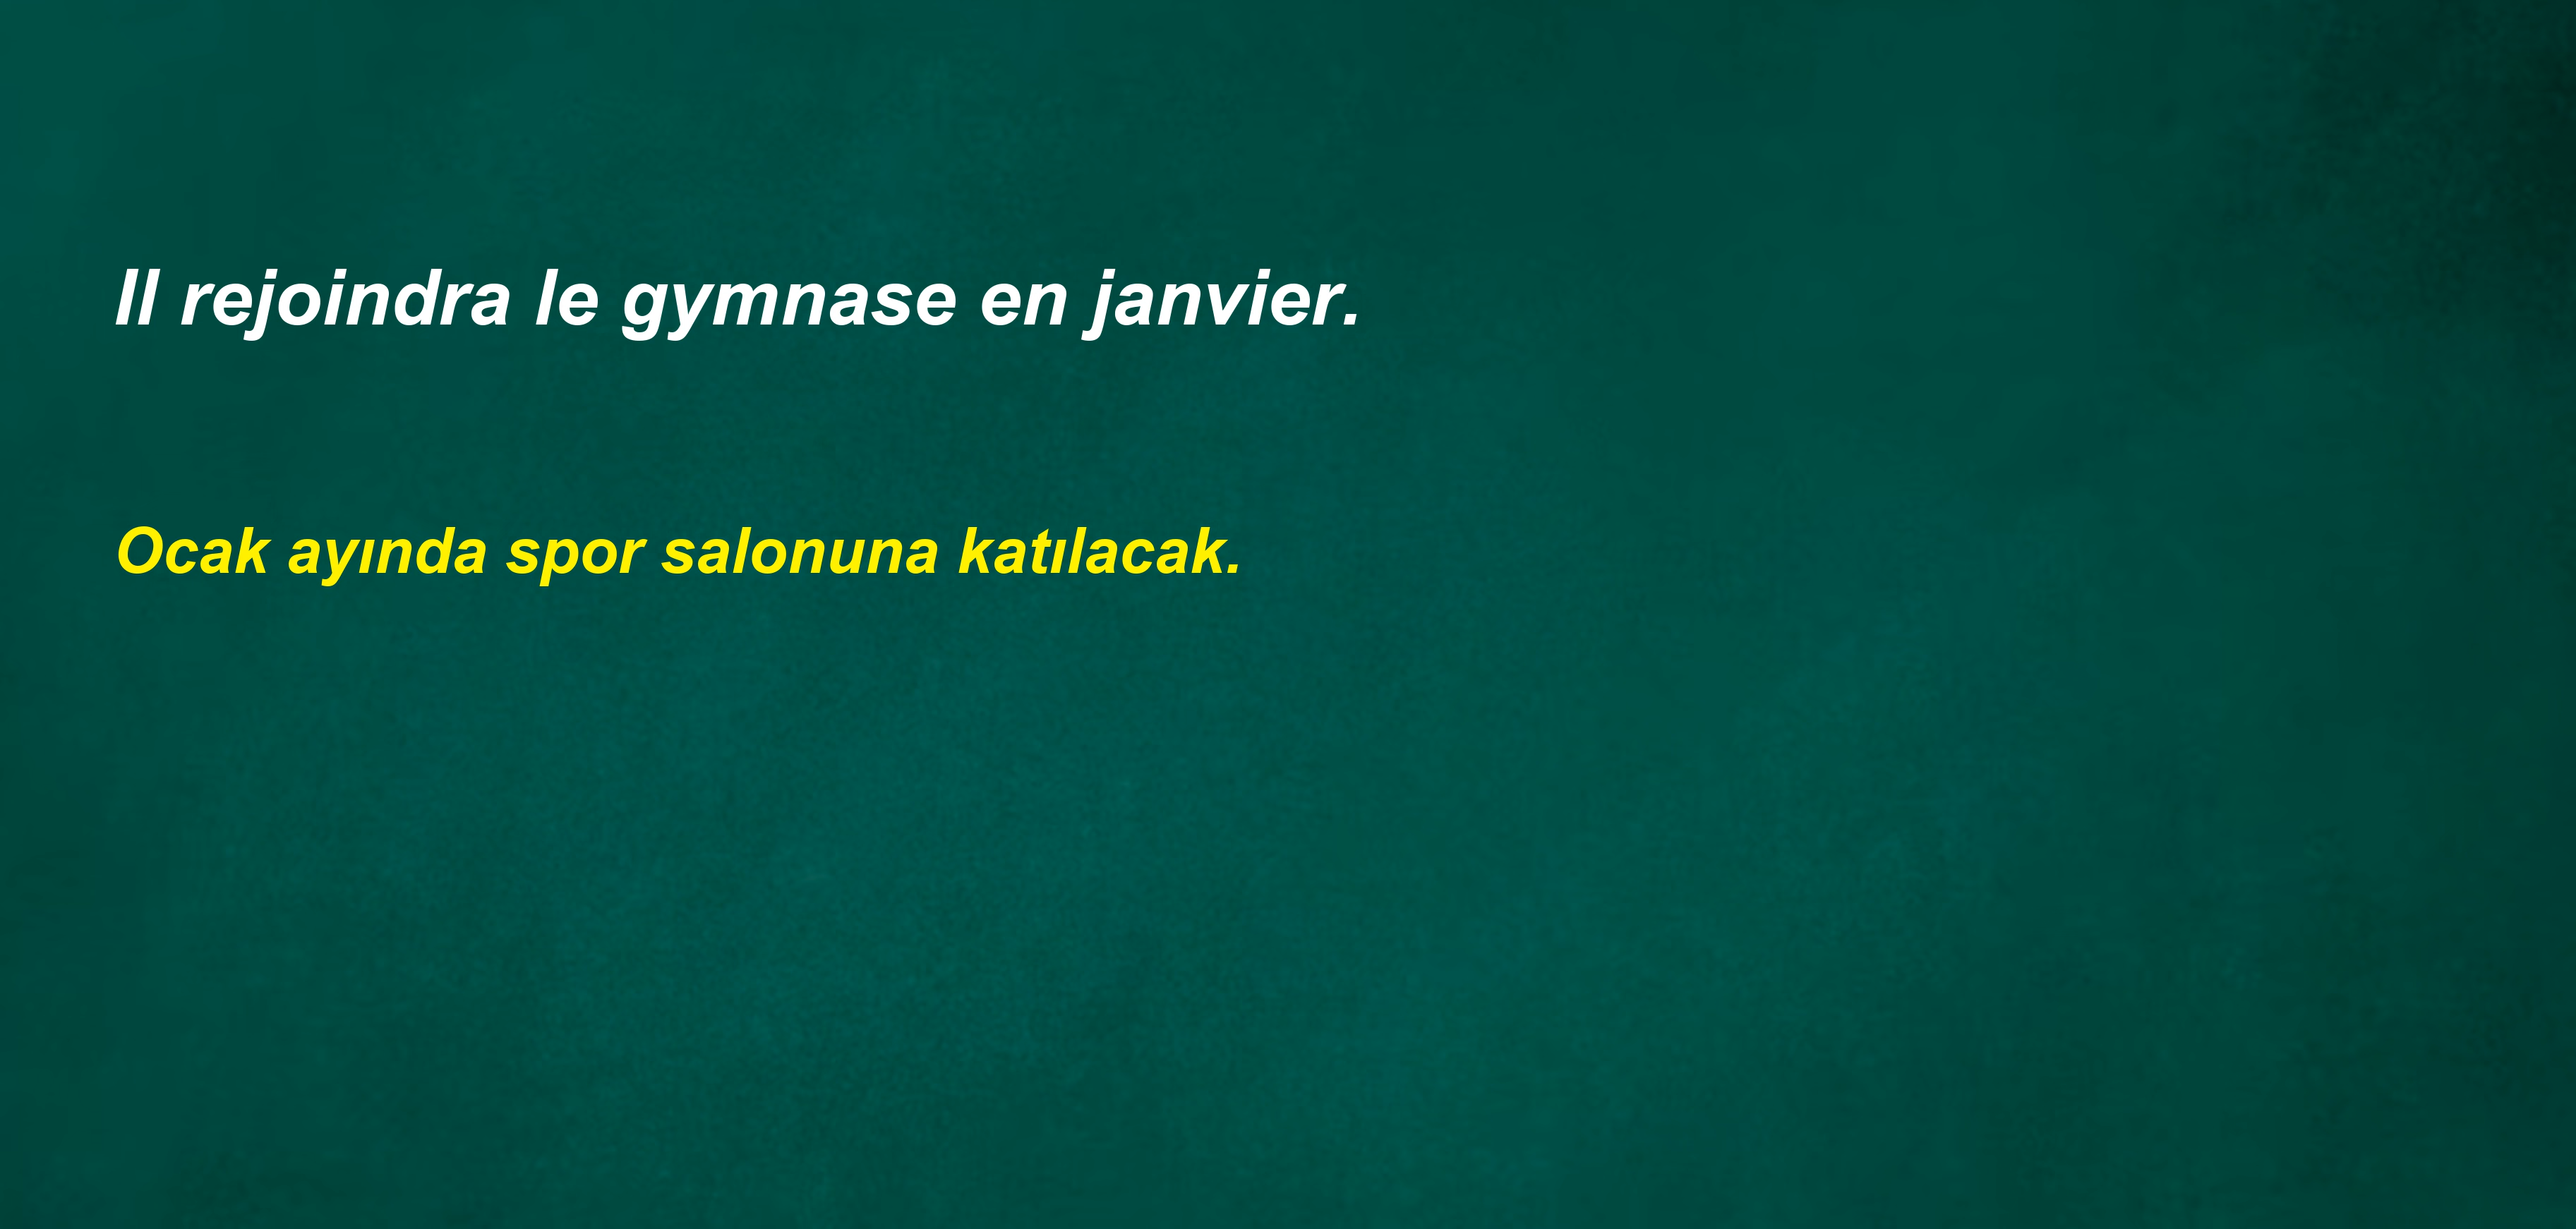 Il rejoindra le gymnase en janvier.
Ocak ayında spor salonuna katılacak.